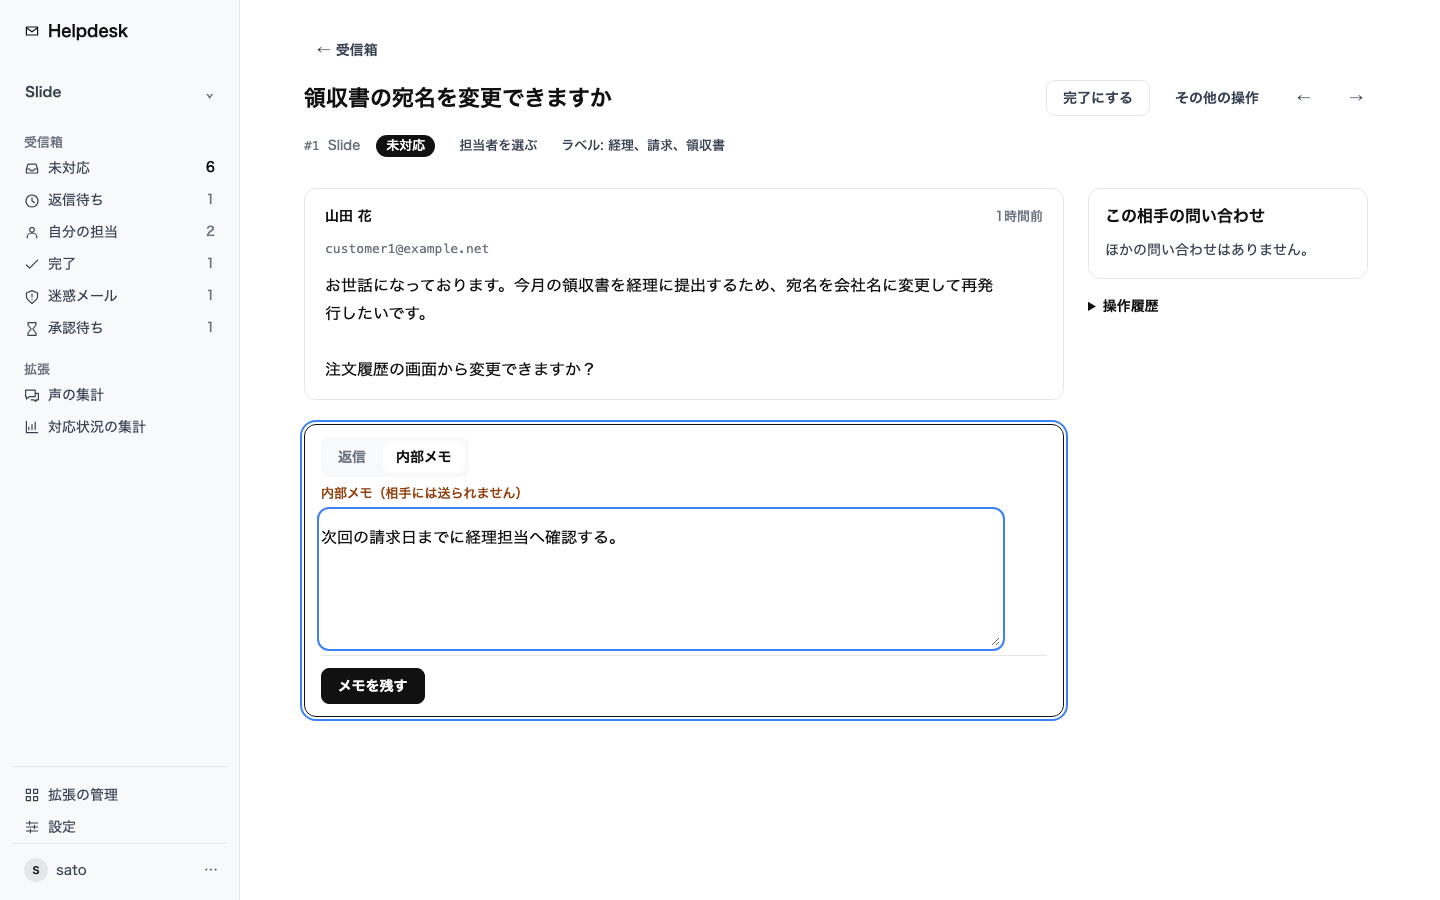 Helpdesk
Slide
受信箱
未対応 6
返信待ち 1
自分の担当 2
完了 1
迷惑メール 1
承認待ち 1
拡張
声の集計
対応状況の集計
拡張の管理
設定
S sato ...
← 受信箱
領収書の宛名を変更できますか
完了にする その他の操作 ← →
#1 Slide 未対応 担当者を選ぶ ラベル: 経理、請求、領収書
山田 花 1時間前
customer1@example.net
お世話になっております。今月の領収書を経理に提出するため、宛名を会社名に変更して再発
行したいです。
注文履歴の画面から変更できますか？
返信 内部メモ
内部メモ（相手には送られません）
次回の請求日までに経理担当へ確認する。
メモを残す
この相手の問い合わせ
ほかの問い合わせはありません。
▶ 操作履歴